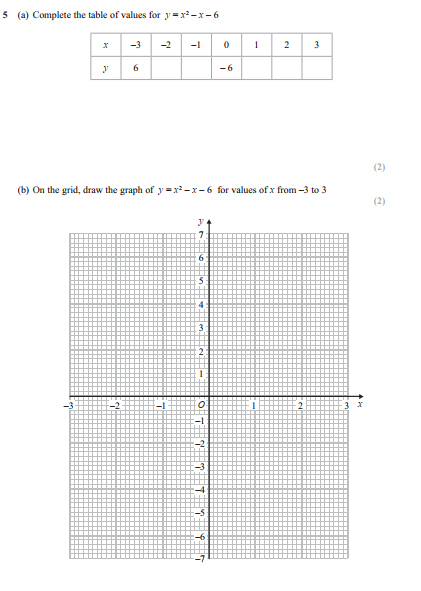 5 (a) Complete the table of values for y = x² – x – 6
x –3 –2 –1 0 1 2 3
y 6 – 6
(2)
(b) On the grid, draw the graph of y = x² – x – 6 for values of x from –3 to 3
(2)
y
7
6
5
4
3
2
1
–3 –2 –1 O 1 2 3 x
–1
–2
–3
–4
–5
–6
–7